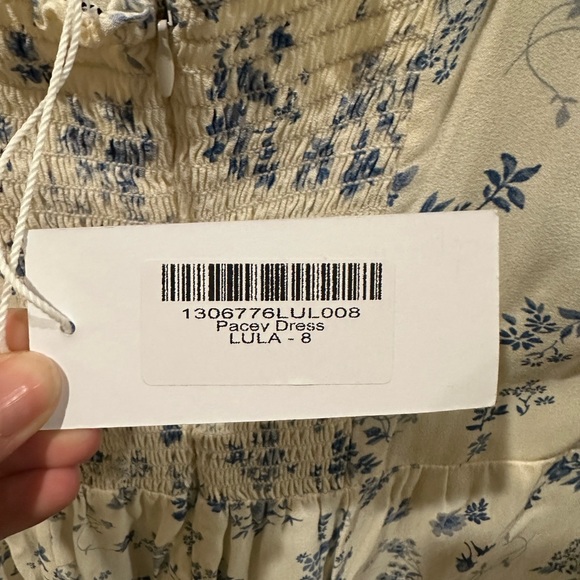 1306776LUL008
Pacey Dress
LULA - 8